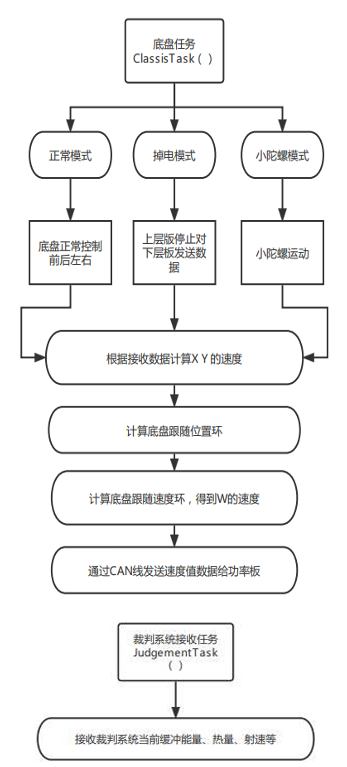 底盘任务
ClassisTask（ ）
正常模式
掉电模式
小陀螺模式
底盘正常控制
前后左右
上层版停止对
下层板发送数
据
小陀螺运动
根据接收数据计算X Y 的速度
计算底盘跟随位置环
计算底盘跟随速度环，得到W的速度
通过CAN线发送速度值数据给功率板
裁判系统接收任务
JudgementTask
（ ）
接收裁判系统当前缓冲能量、热量、射速等